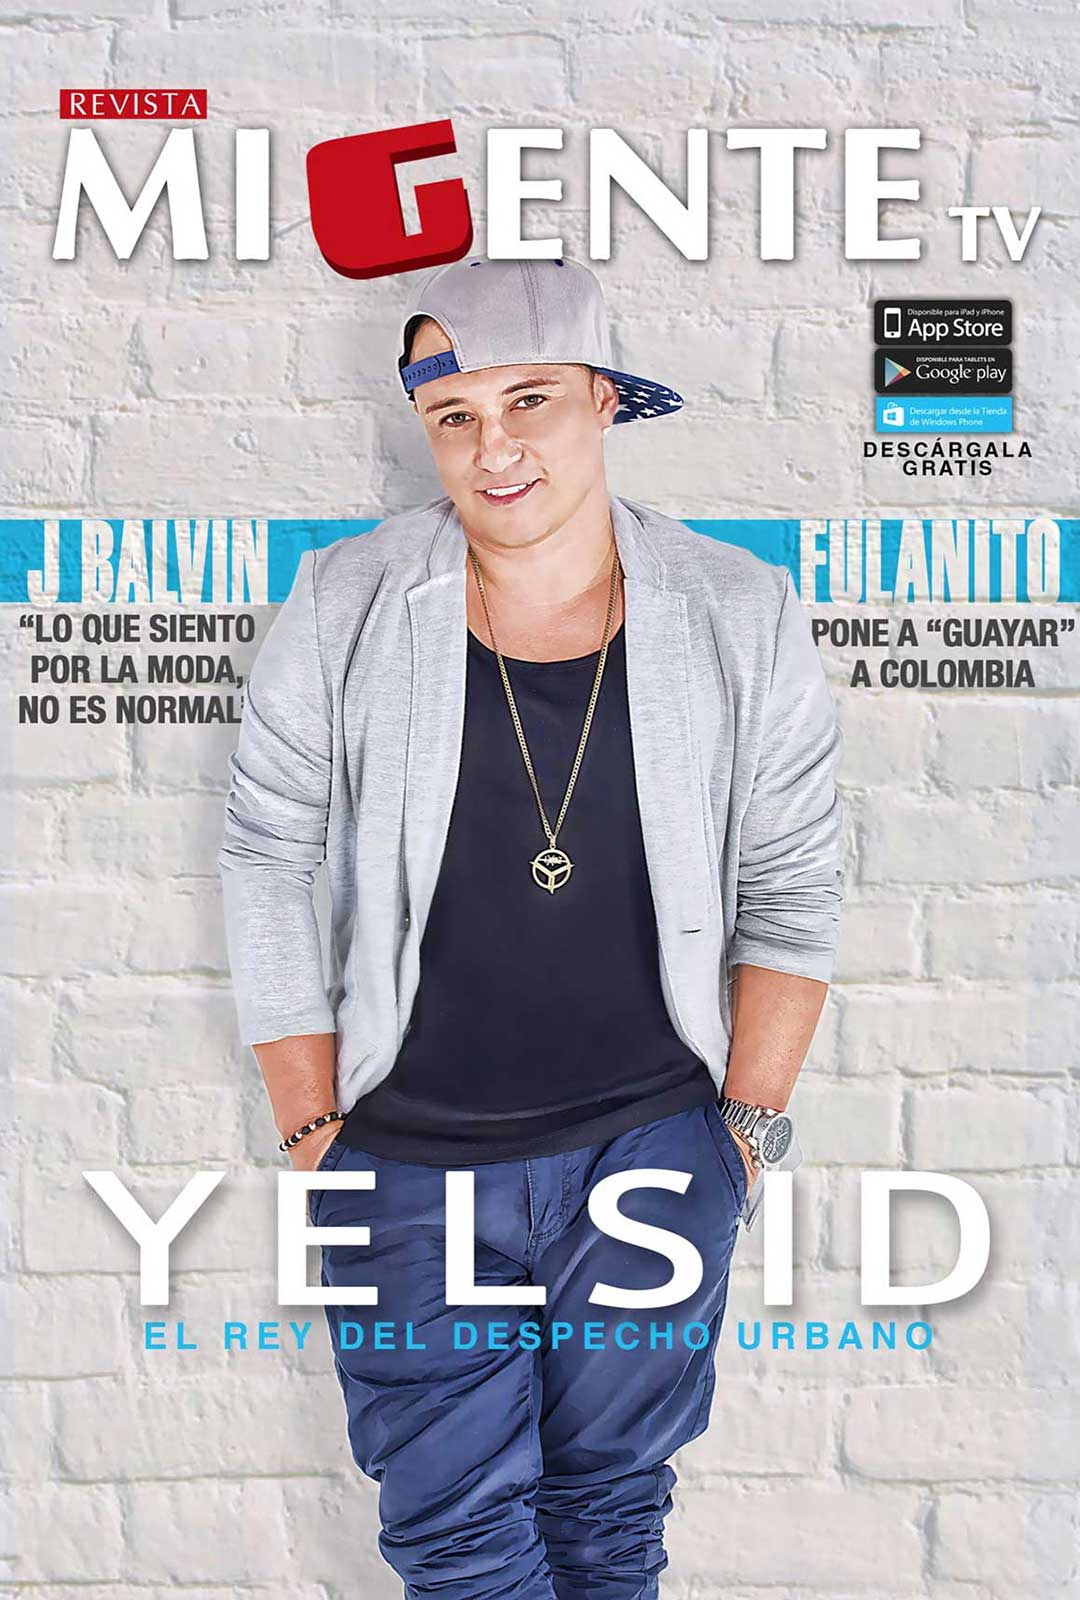 REVISTA
MI GENTE TV
Disponible para iPad y iPhone
App Store
DISPONIBLE PARA TABLETS EN
Google play
Descargar desde la Tienda
de Windows Phone
DESCÁRGALA
GRATIS
J BALVIN
“LO QUE SIENTO
POR LA MODA,
NO ES NORMAL”
FULANITO
PONE A “GUAYAR”
A COLOMBIA
YELSID
EL REY DEL DESPECHO URBANO